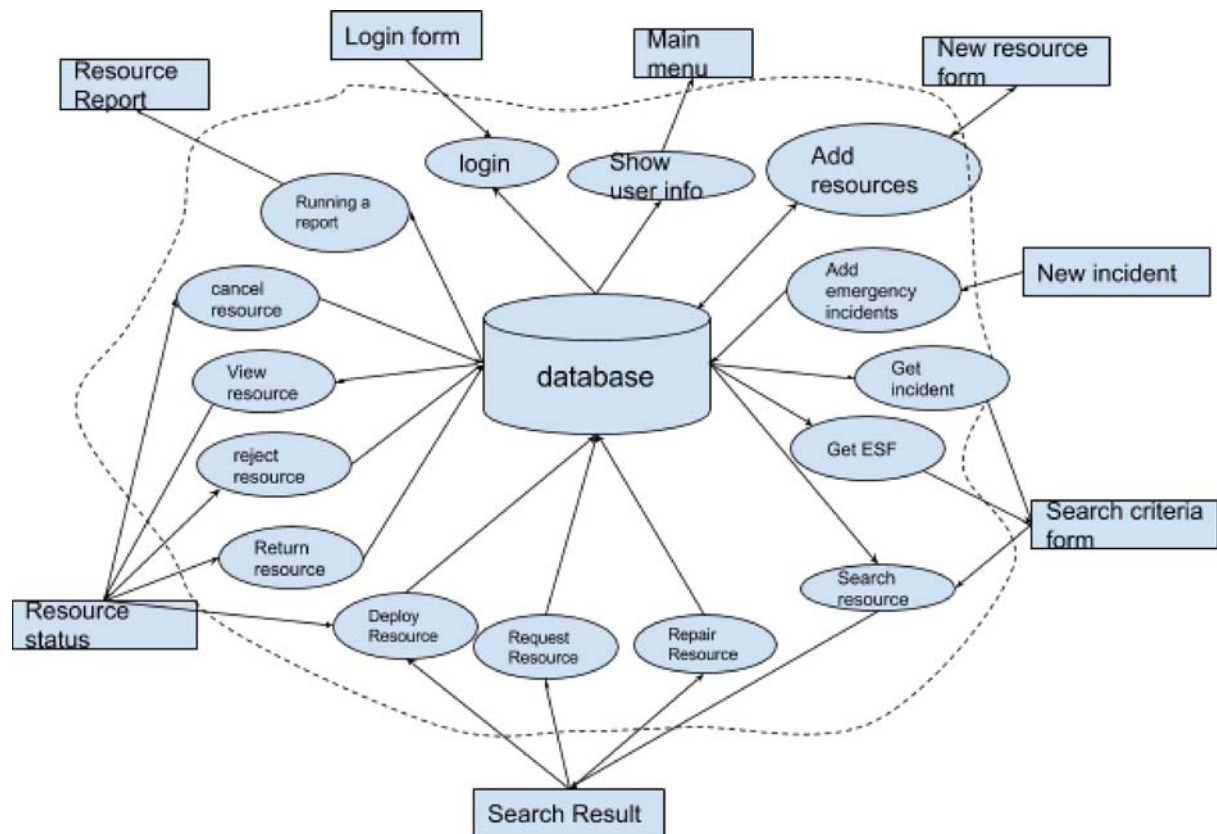 Login form
Main
menu
New resource
form
Resource
Report
login
Show
user info
Add
resources
Running a
report
Add
emergency
incidents
New incident
cancel
resource
database
View
resource
Get
incident
reject
resource
Get ESF
Search criteria
form
Return
resource
Search
resource
Resource
status
Deploy
Resource
Request
Resource
Repair
Resource
Search Result